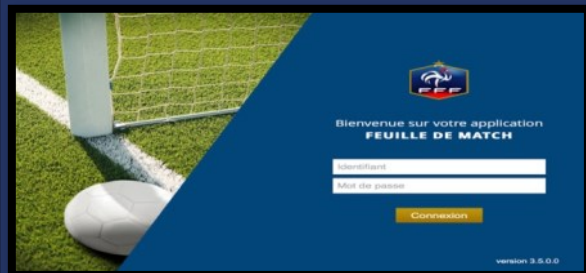 FFF
Bienvenue sur votre application
FEUILLE DE MATCH
Identifiant
Mot de passe
Connexion
version 3.5.0.0